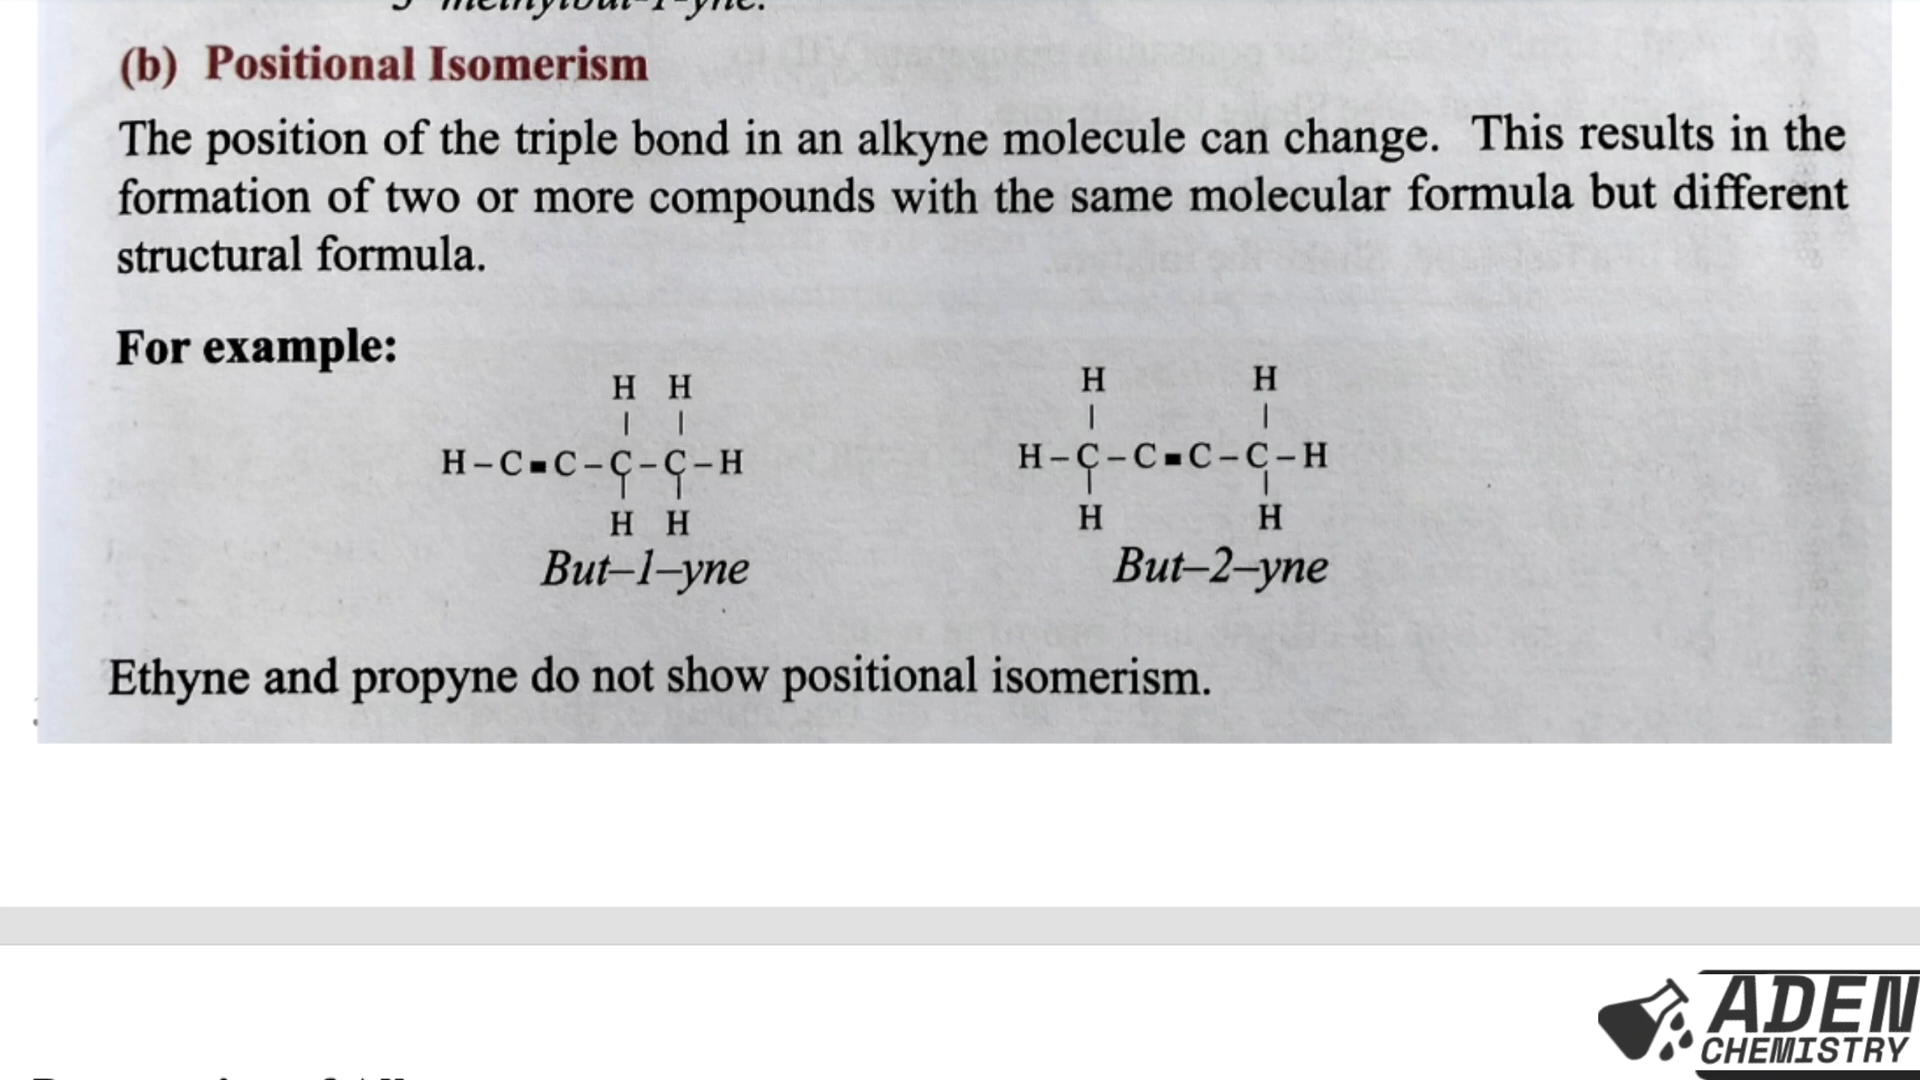 (b) Positional Isomerism
The position of the triple bond in an alkyne molecule can change. This results in the
formation of two or more compounds with the same molecular formula but different
structural formula.
For example:
H H
H–C≡C–C–C–H
H H
But–1–yne
H H
H–C–C≡C–C–H
H H
But–2–yne
Ethyne and propyne do not show positional isomerism.
ADEN
CHEMISTRY